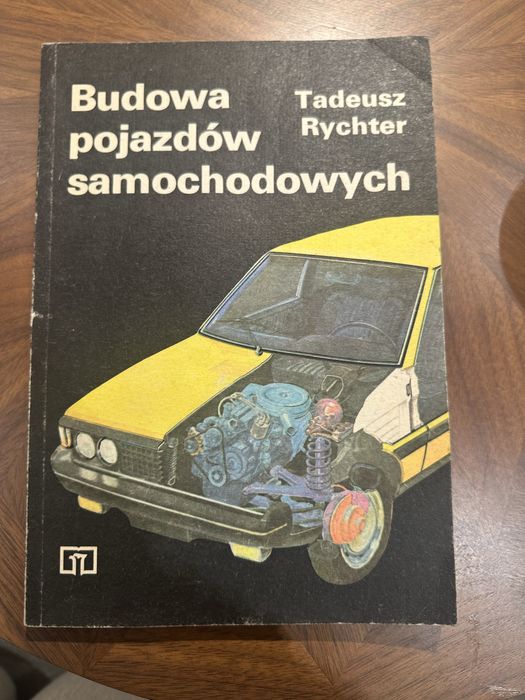 Budowa
pojazdów
samochodowych
Tadeusz
Rychter